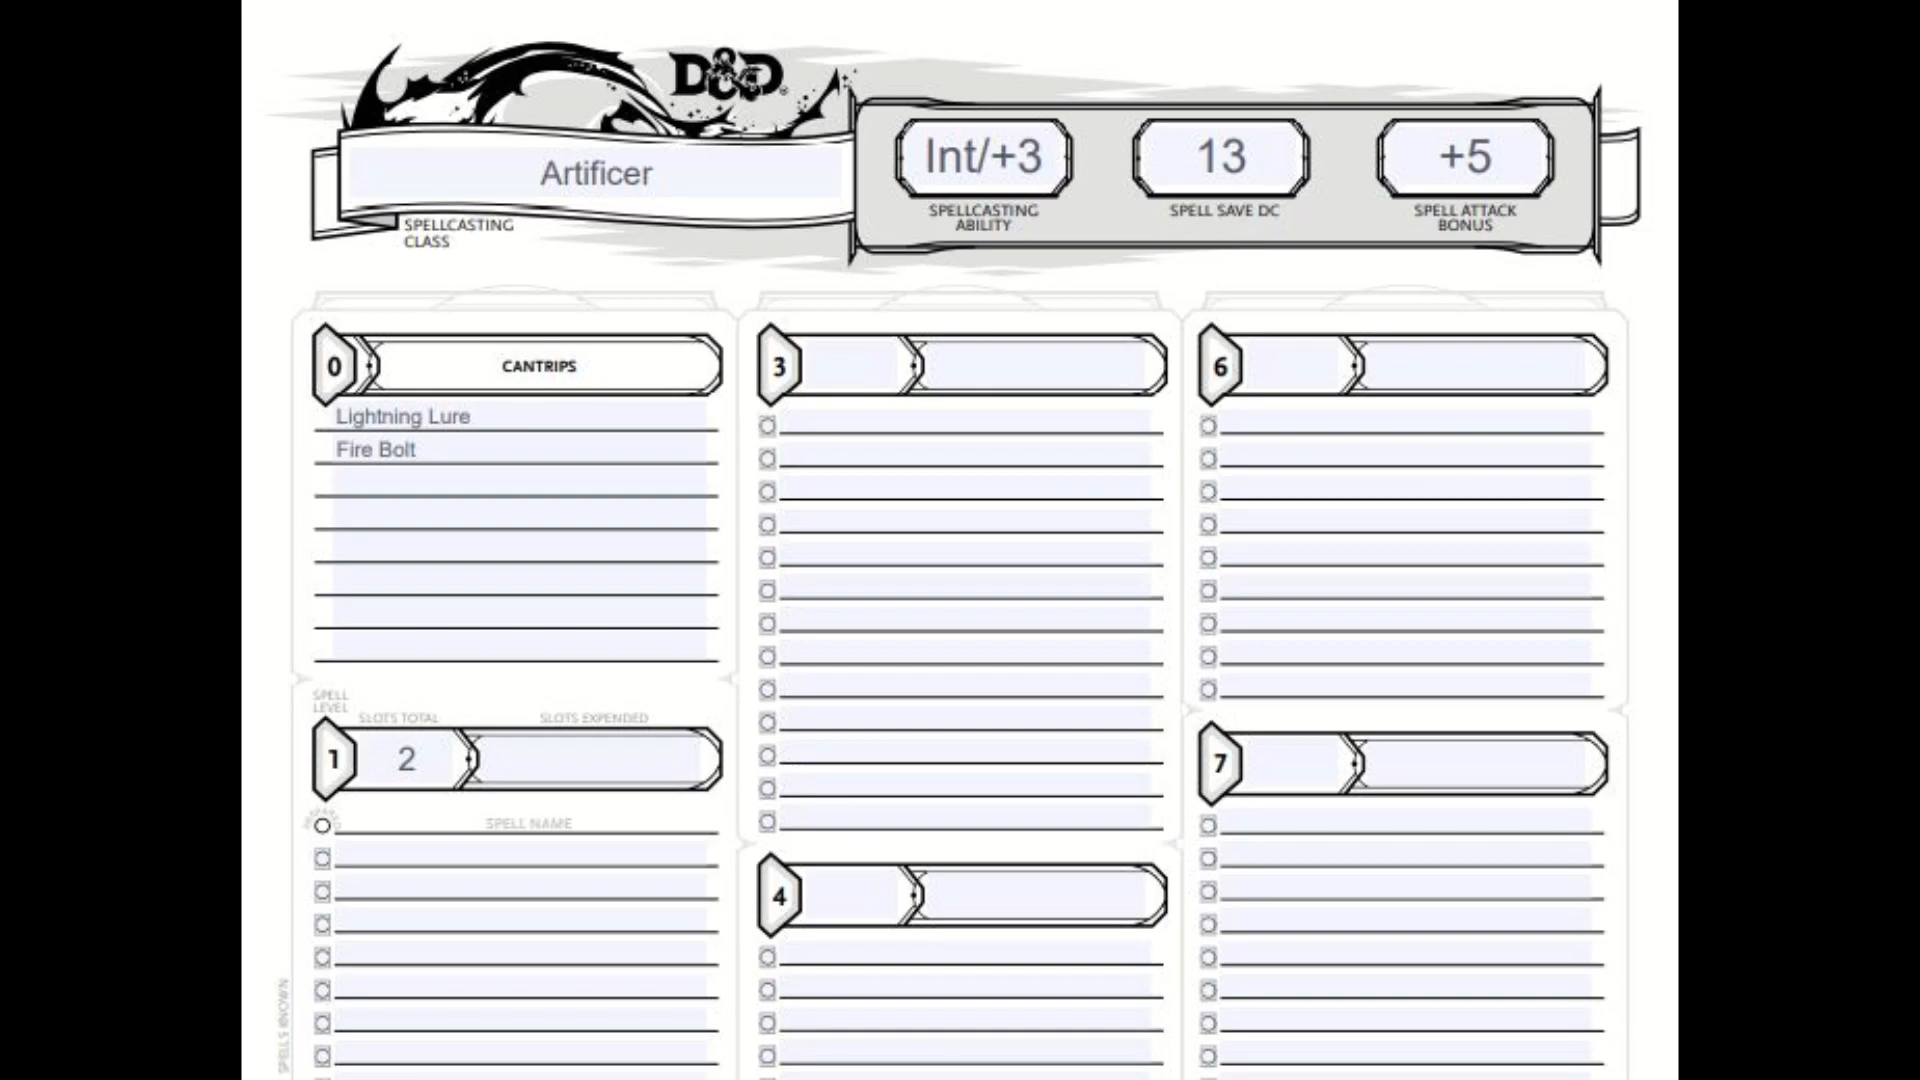 D&D
Artificer
SPELLCASTING
CLASS
Int/+3
SPELLCASTING
ABILITY
13
SPELL SAVE DC
+5
SPELL ATTACK
BONUS
0
CANTRIPS
Lightning Lure
Fire Bolt
SPELL
LEVEL
SLOTS TOTAL
SLOTS EXPENDED
1
2
SPELL NAME
SPELLS KNOWN
3
4
6
7